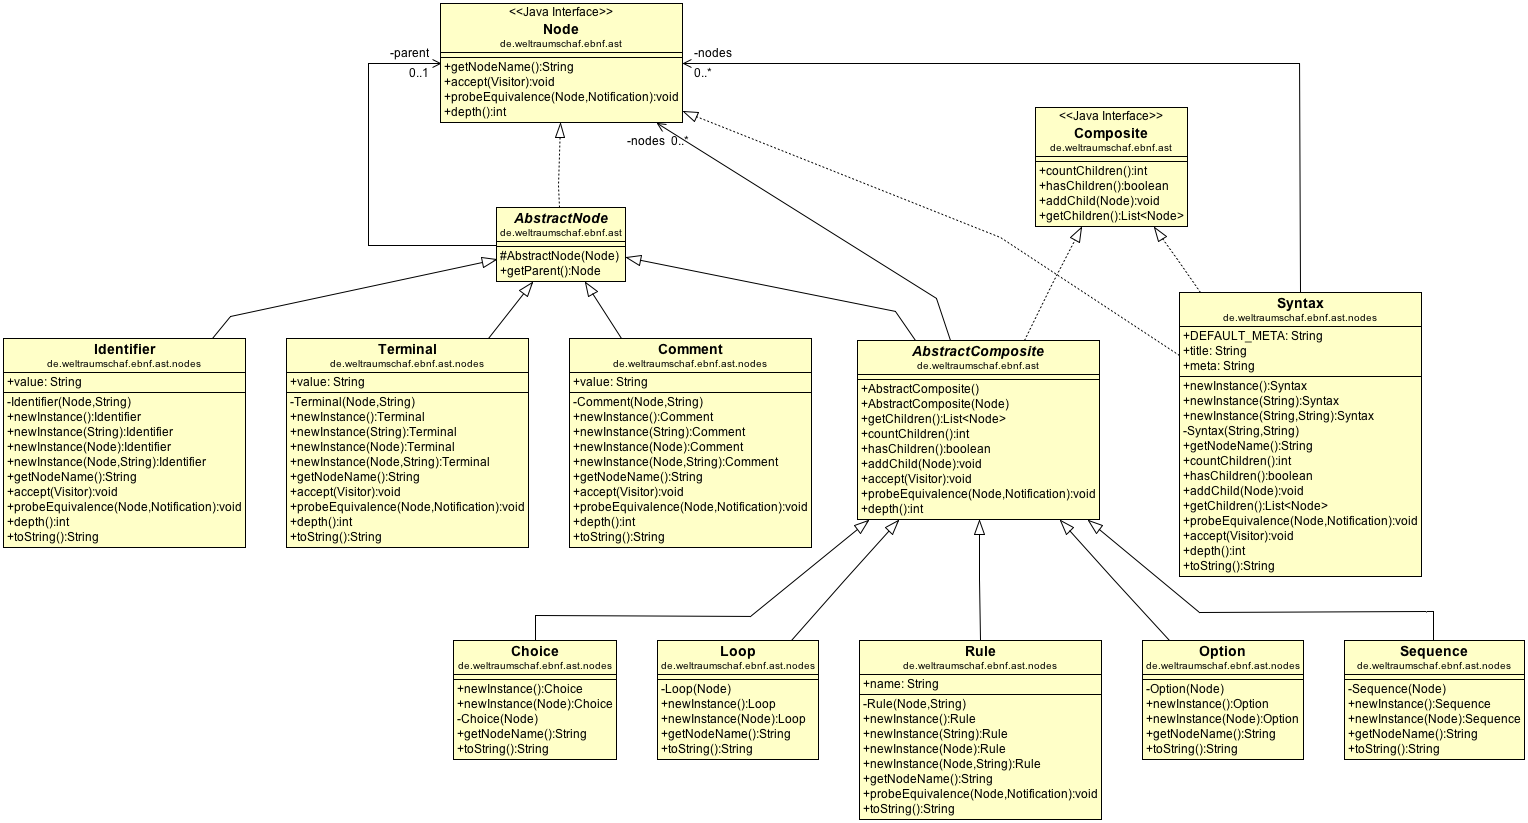 <<Java Interface>>
Node
de.weltraumschaf.ebnf.ast
+getNodeName():String
+accept(Visitor):void
+probeEquivalence(Node,Notification):void
+depth():int
-parent
0..1
-nodes
0..*
-nodes 0..*
<<Java Interface>>
Composite
de.weltraumschaf.ebnf.ast
+countChildren():int
+hasChildren():boolean
+addChild(Node):void
+getChildren():List<Node>
AbstractNode
de.weltraumschaf.ebnf.ast
#AbstractNode(Node)
+getParent():Node
Identifier
de.weltraumschaf.ebnf.ast.nodes
+value: String
-Identifier(Node,String)
+newInstance():Identifier
+newInstance(String):Identifier
+newInstance(Node):Identifier
+newInstance(Node,String):Identifier
+getNodeName():String
+accept(Visitor):void
+probeEquivalence(Node,Notification):void
+depth():int
+toString():String
Terminal
de.weltraumschaf.ebnf.ast.nodes
+value: String
-Terminal(Node,String)
+newInstance():Terminal
+newInstance(String):Terminal
+newInstance(Node):Terminal
+newInstance(Node,String):Terminal
+getNodeName():String
+accept(Visitor):void
+probeEquivalence(Node,Notification):void
+depth():int
+toString():String
Comment
de.weltraumschaf.ebnf.ast.nodes
+value: String
-Comment(Node,String)
+newInstance():Comment
+newInstance(String):Comment
+newInstance(Node):Comment
+newInstance(Node,String):Comment
+getNodeName():String
+accept(Visitor):void
+probeEquivalence(Node,Notification):void
+depth():int
+toString():String
AbstractComposite
de.weltraumschaf.ebnf.ast
+AbstractComposite()
+AbstractComposite(Node)
+getChildren():List<Node>
+countChildren():int
+hasChildren():boolean
+addChild(Node):void
+accept(Visitor):void
+probeEquivalence(Node,Notification):void
+depth():int
Syntax
de.weltraumschaf.ebnf.ast.nodes
+DEFAULT_META: String
+title: String
+meta: String
+newInstance():Syntax
+newInstance(String):Syntax
+newInstance(String,String):Syntax
-Syntax(String,String)
+getNodeName():String
+countChildren():int
+hasChildren():boolean
+addChild(Node):void
+getChildren():List<Node>
+probeEquivalence(Node,Notification):void
+accept(Visitor):void
+depth():int
+toString():String
Choice
de.weltraumschaf.ebnf.ast.nodes
+newInstance():Choice
+newInstance(Node):Choice
-Choice(Node)
+getNodeName():String
+toString():String
Loop
de.weltraumschaf.ebnf.ast.nodes
-Loop(Node)
+newInstance():Loop
+newInstance(Node):Loop
+getNodeName():String
+toString():String
Rule
de.weltraumschaf.ebnf.ast.nodes
+name: String
-Rule(Node,String)
+newInstance():Rule
+newInstance(String):Rule
+newInstance(Node):Rule
+newInstance(Node,String):Rule
+getNodeName():String
+probeEquivalence(Node,Notification):void
+toString():String
Option
de.weltraumschaf.ebnf.ast.nodes
-Option(Node)
+newInstance():Option
+newInstance(Node):Option
+getNodeName():String
+toString():String
Sequence
de.weltraumschaf.ebnf.ast.nodes
-Sequence(Node)
+newInstance():Sequence
+newInstance(Node):Sequence
+getNodeName():String
+toString():String